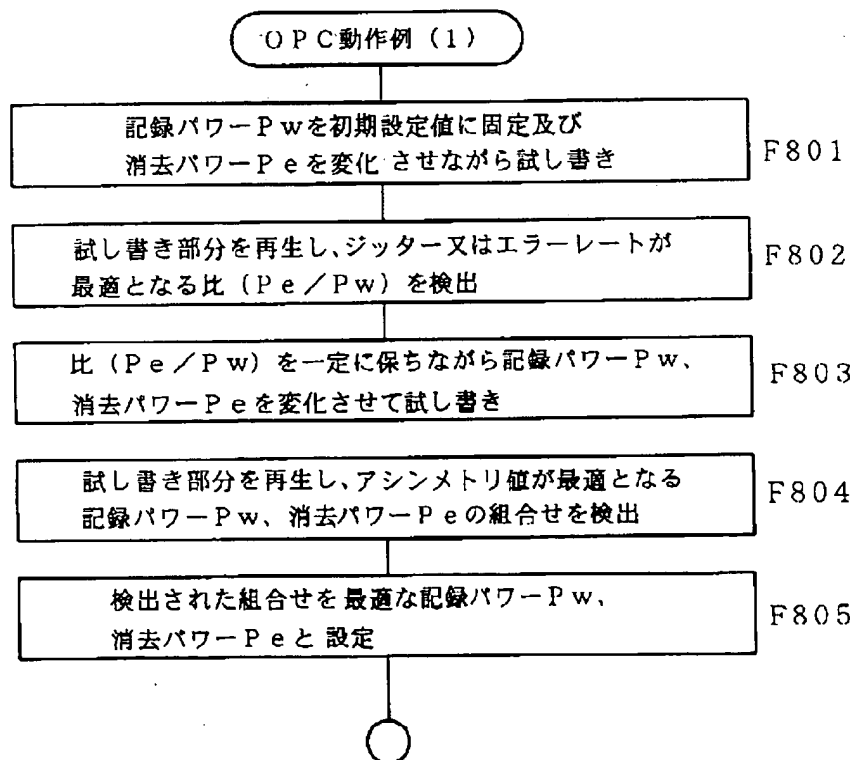 OPC動作例(1)
記録パワーPwを初期設定値に固定及び
消去パワーPeを変化させながら試し書き
F801
試し書き部分を再生し、ジッター又はエラーレートが
最適となる比(Pe/Pw)を検出
F802
比(Pe/Pw)を一定に保ちながら記録パワーPw、
消去パワーPeを変化させて試し書き
F803
試し書き部分を再生し、アシンメトリ値が最適となる
記録パワーPw、消去パワーPeの組合せを検出
F804
検出された組合せを最適な記録パワーPw、
消去パワーPeと設定
F805